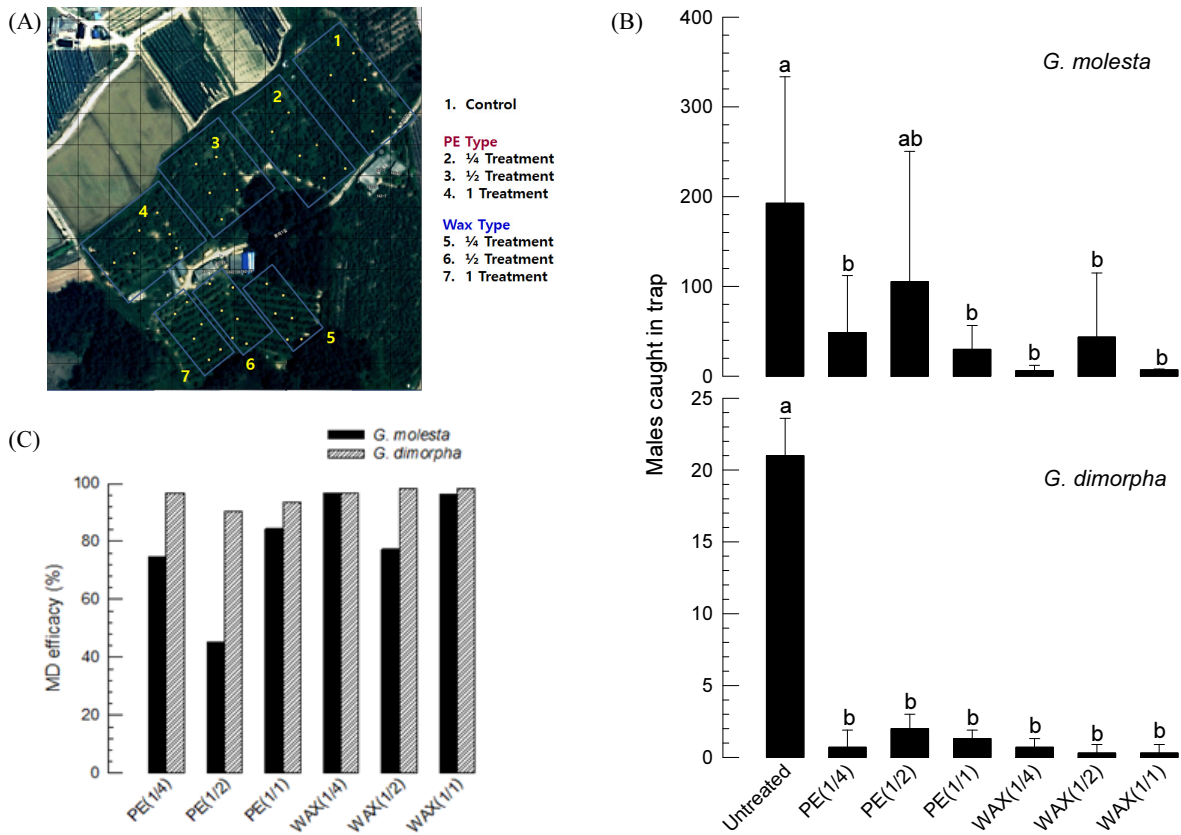 (A)
1
2
3
4
5
6
7
1. Control
PE Type
2. ¼ Treatment
3. ½ Treatment
4. 1 Treatment
Wax Type
5. ¼ Treatment
6. ½ Treatment
7. 1 Treatment
(B)
Males caught in trap
G. molesta
400
300
200
100
0
a
b
ab
b
b
b
b
G. dimorpha
25
20
15
10
5
0
a
b
b
b
b
b
b
Untreated
PE(1/4)
PE(1/2)
PE(1/1)
WAX(1/4)
WAX(1/2)
WAX(1/1)
(C)
G. molesta
G. dimorpha
MD efficacy (%)
100
80
60
40
20
0
PE(1/4)
PE(1/2)
PE(1/1)
WAX(1/4)
WAX(1/2)
WAX(1/1)